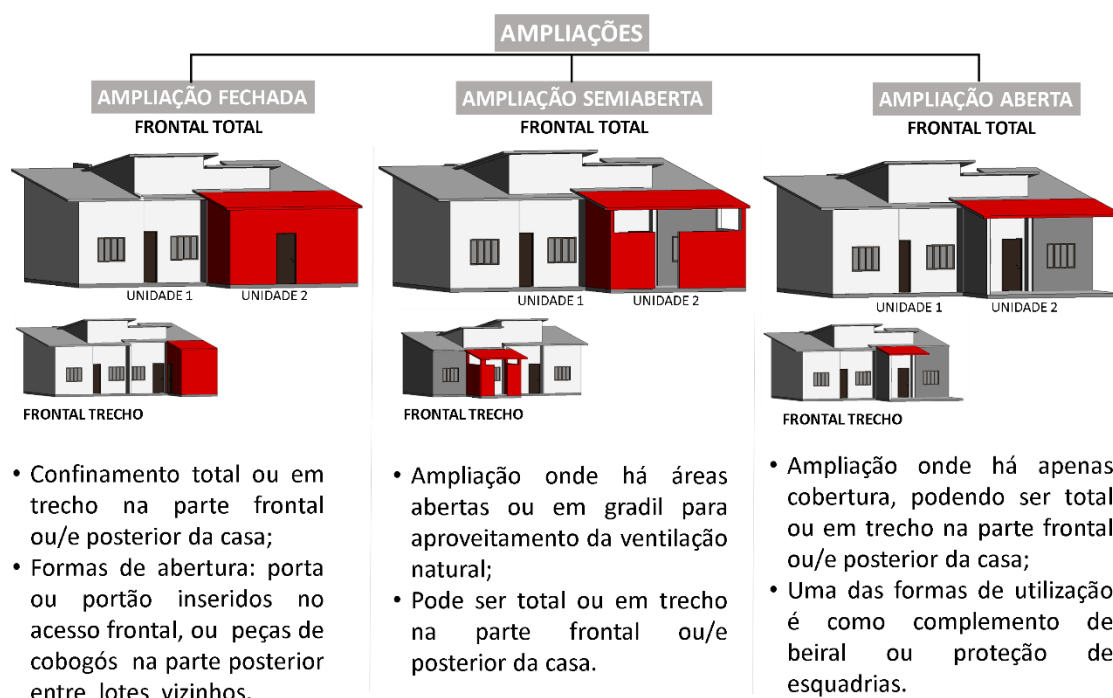 AMPLIAÇÕES
AMPLIAÇÃO FECHADA
FRONTAL TOTAL
UNIDADE 1
UNIDADE 2
FRONTAL TRECHO
• Confinamento total ou em
trecho na parte frontal
ou/e posterior da casa;
• Formas de abertura: porta
ou portão inseridos no
acesso frontal, ou peças de
cobogós na parte posterior
entre lotes vizinhos.
AMPLIAÇÃO SEMIABERTA
FRONTAL TOTAL
UNIDADE 1
UNIDADE 2
FRONTAL TRECHO
• Ampliação onde há áreas
abertas ou em gradil para
aproveitamento da ventilação
natural;
• Pode ser total ou em trecho
na parte frontal ou/e
posterior da casa.
AMPLIAÇÃO ABERTA
FRONTAL TOTAL
UNIDADE 1
UNIDADE 2
FRONTAL TRECHO
• Ampliação onde há apenas
cobertura, podendo ser total
ou em trecho na parte frontal
ou/e posterior da casa;
• Uma das formas de utilização
é como complemento de
beiral ou proteção de
esquadrias.